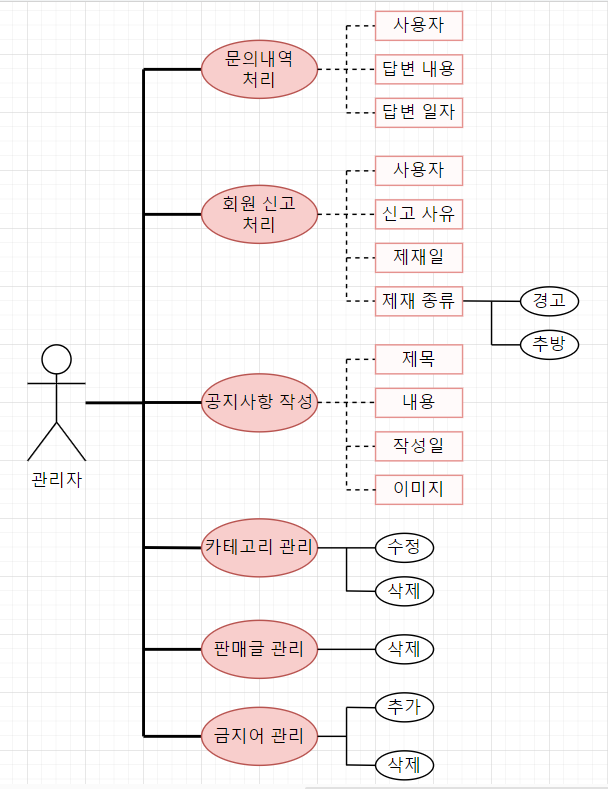 문의내역
처리
사용자
답변 내용
답변 일자
회원 신고
처리
사용자
신고 사유
제재일
제재 종류
경고
추방
관리자
공지사항 작성
제목
내용
작성일
이미지
카테고리 관리
수정
삭제
판매글 관리
삭제
금지어 관리
추가
삭제